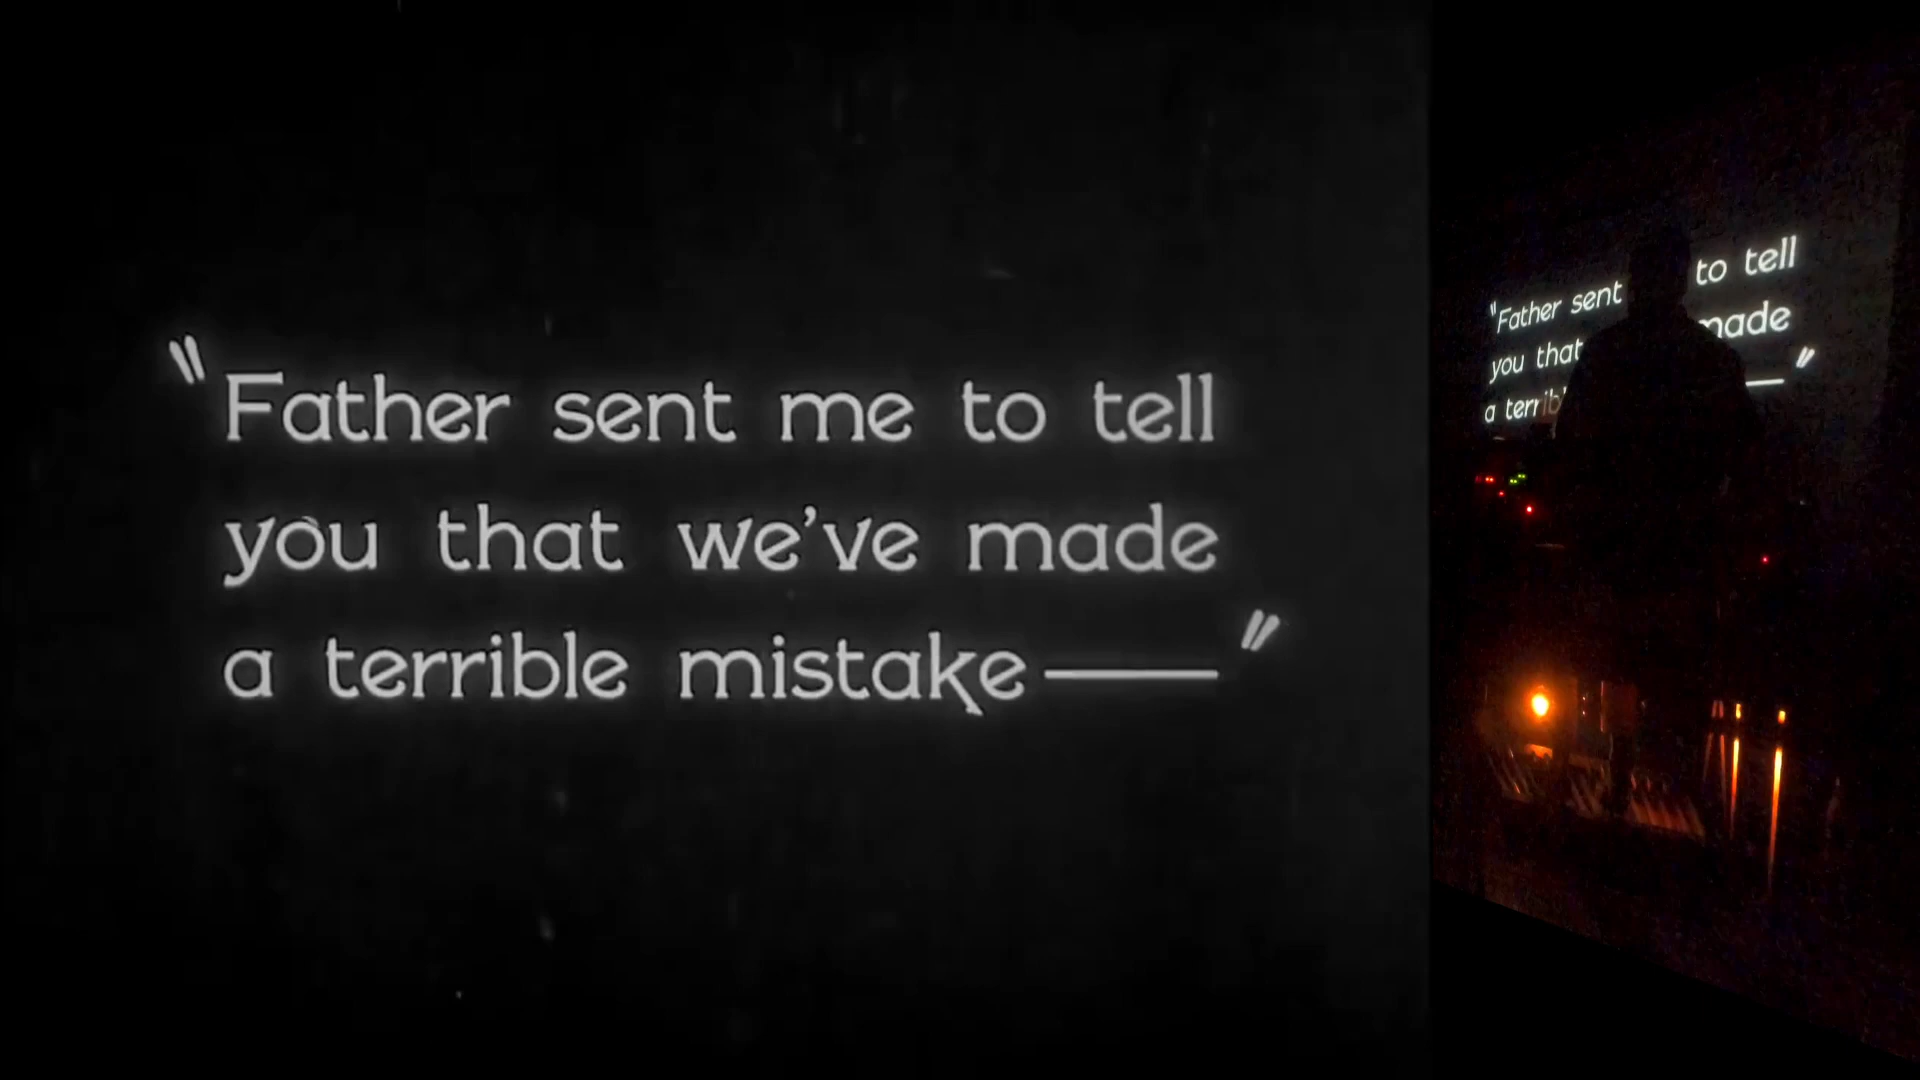 "Father sent me to tell
you that we've made
a terrible mistake——"
"Father sent to tell
you that made
a terrib —"